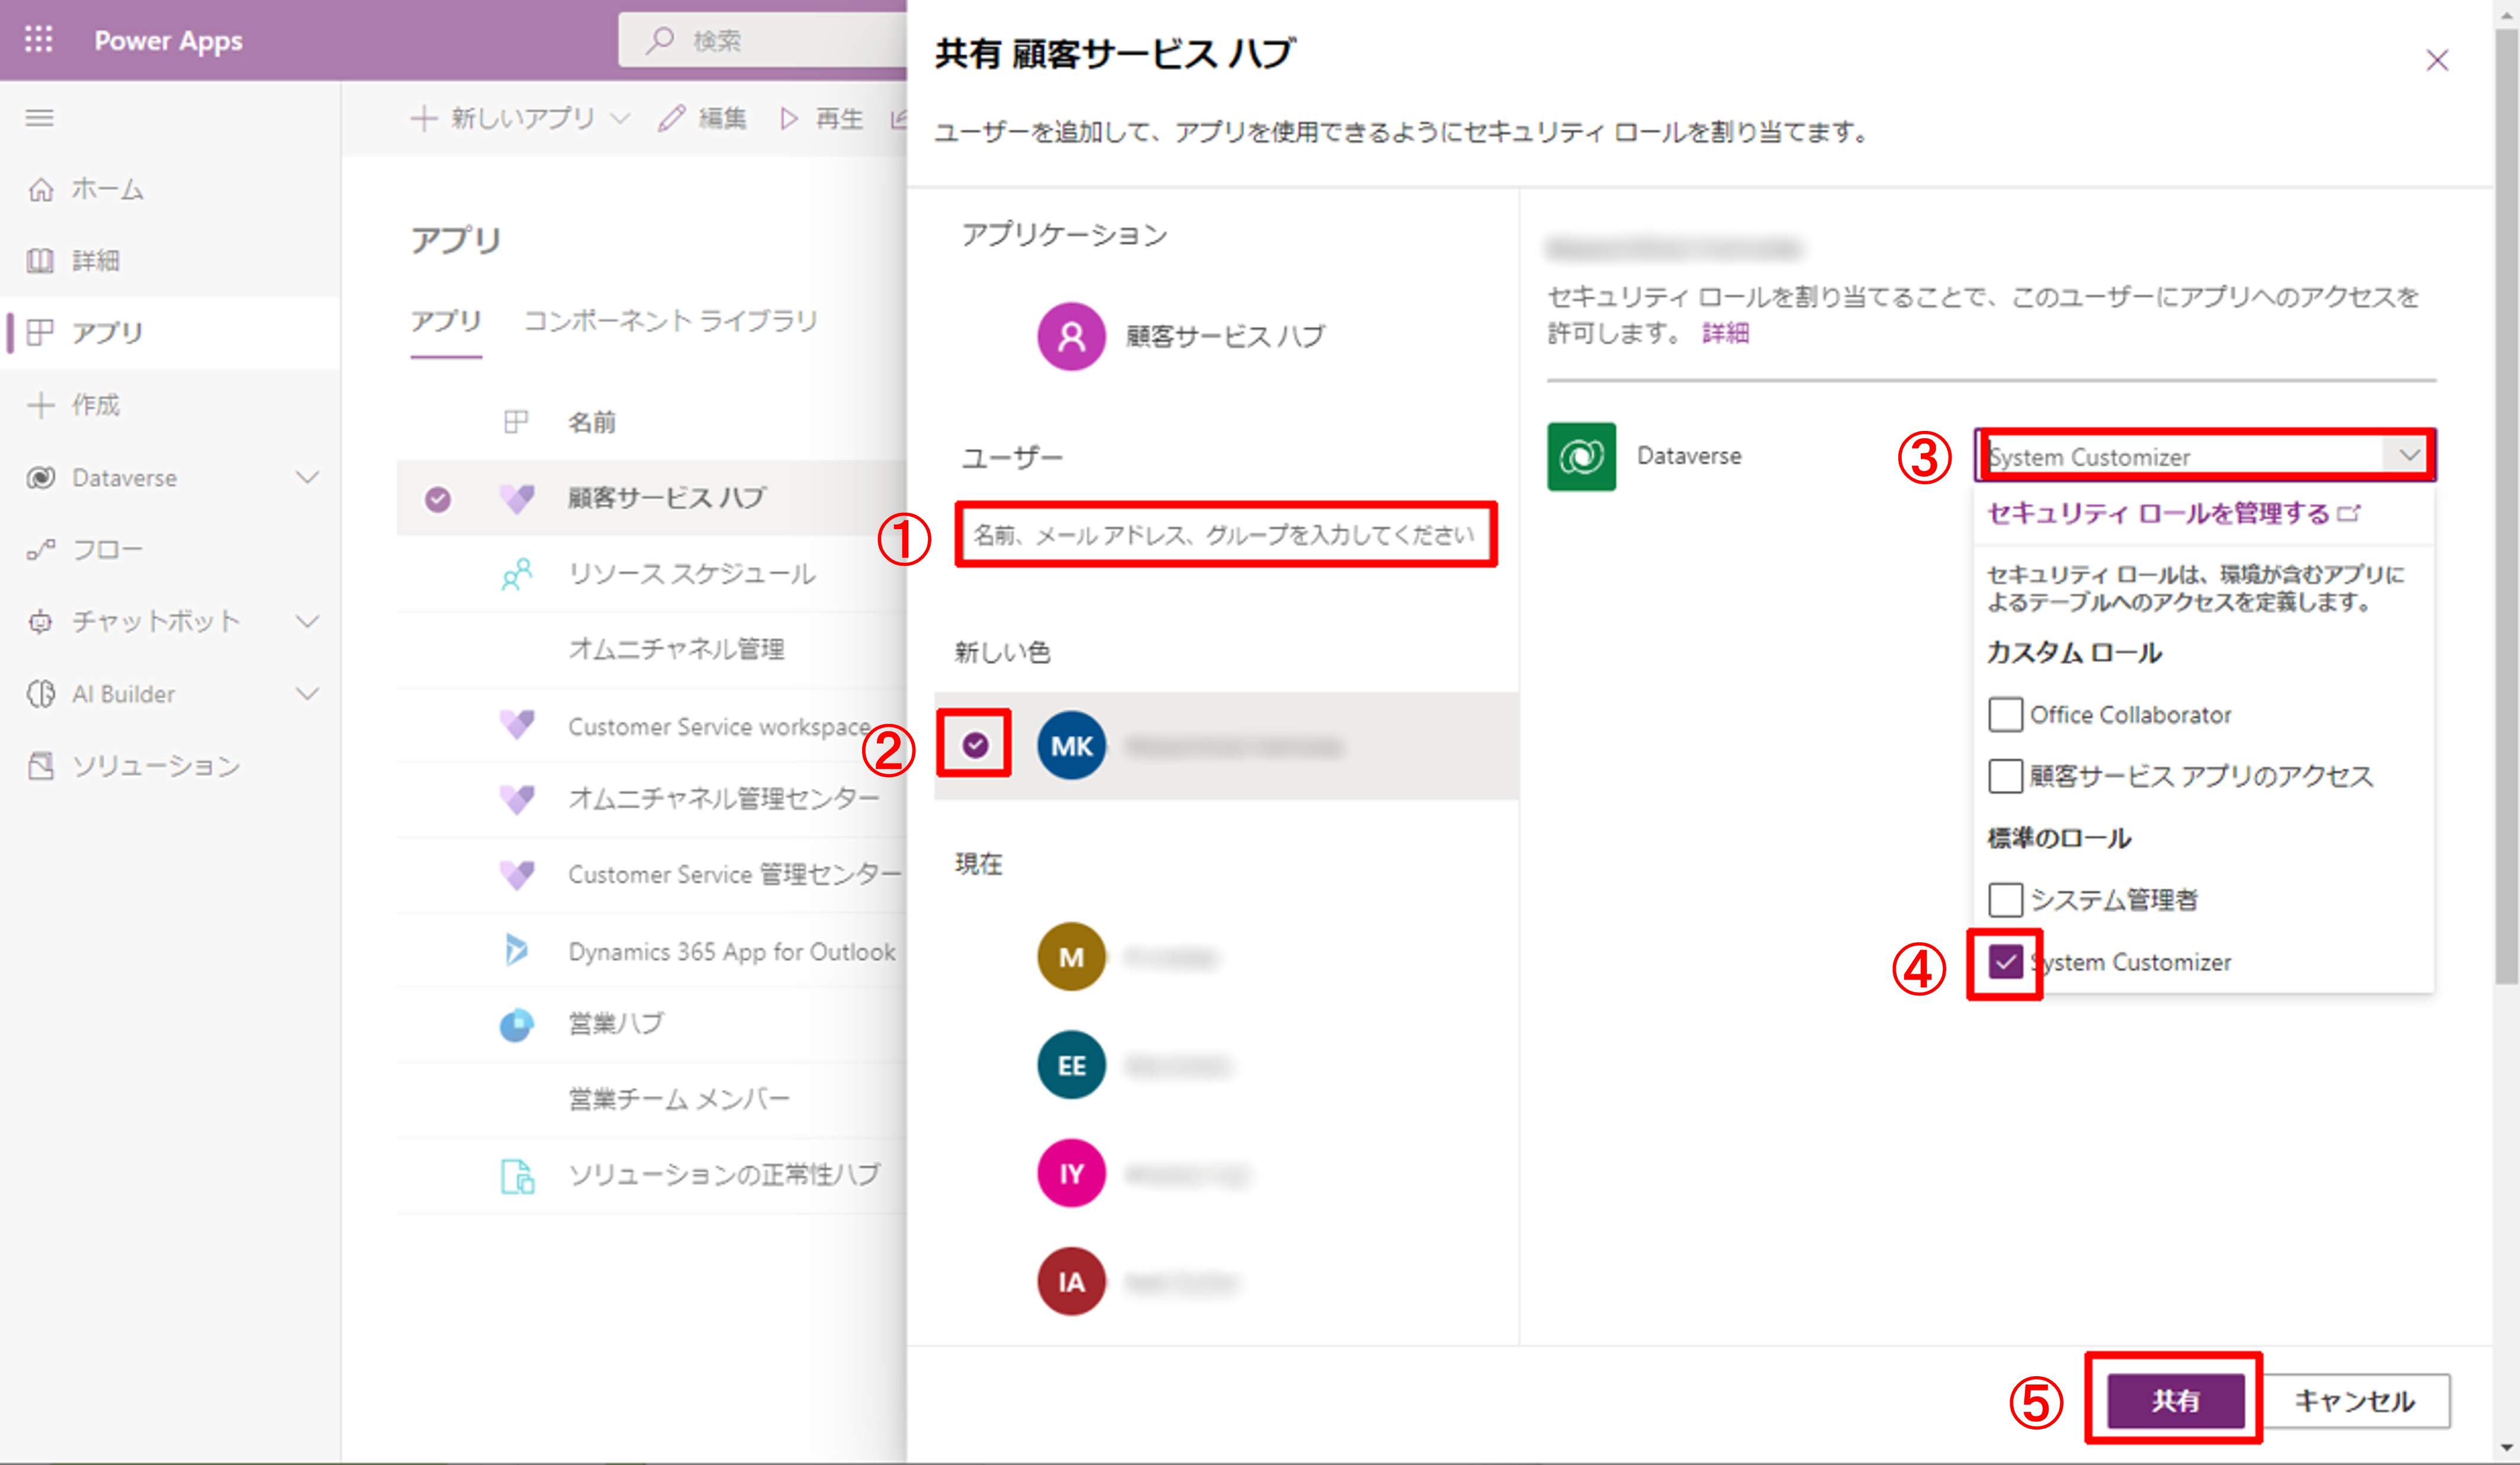 Power Apps
検索
ホーム
詳細
アプリ
作成
Dataverse
フロー
チャットボット
AI Builder
ソリューション
新しいアプリ
編集
再生
アプリ
アプリ
コンポーネント ライブラリ
名前
顧客サービス ハブ
リソース スケジュール
オムニチャネル管理
Customer Service workspace
オムニチャネル管理センター
Customer Service 管理センター
Dynamics 365 App for Outlook
営業ハブ
営業チーム メンバー
ソリューションの正常性ハブ
共有 顧客サービス ハブ
ユーザーを追加して、アプリを使用できるようにセキュリティ ロールを割り当てます。
アプリケーション
顧客サービス ハブ
ユーザー
①
名前、メール アドレス、グループを入力してください
新しい色
②
MK
現在
M
EE
IY
IA
セキュリティ ロールを割り当てることで、このユーザーにアプリへのアクセスを
許可します。 詳細
Dataverse
③
System Customizer
セキュリティ ロールを管理する
セキュリティ ロールは、環境が含むアプリに
よるテーブルへのアクセスを定義します。
カスタム ロール
Office Collaborator
顧客サービス アプリのアクセス
標準のロール
システム管理者
④
System Customizer
⑤
共有
キャンセル